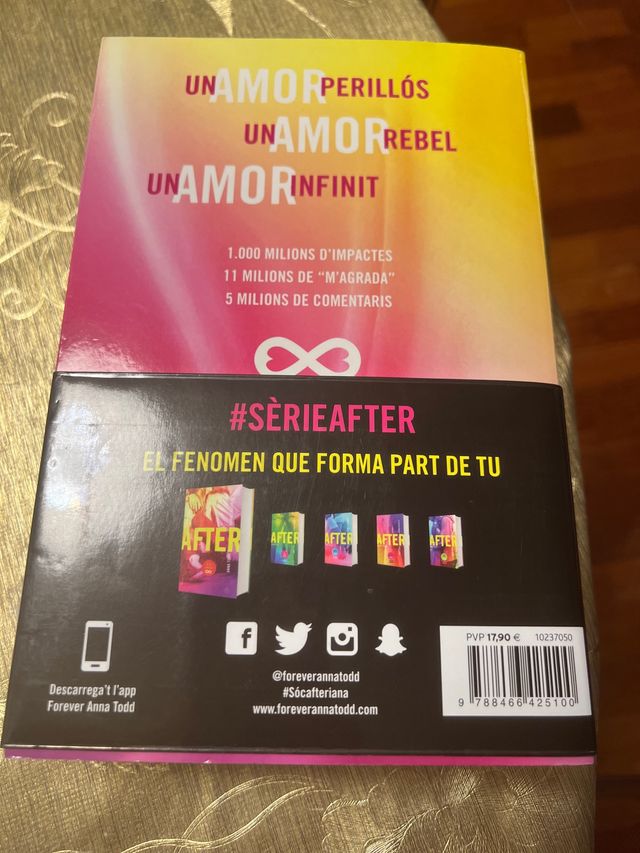 UN AMOR PERILLÓS
UN AMOR REBEL
UN AMOR INFINIT
1.000 MILIONS D'IMPACTES
11 MILIONS DE "M'AGRADA"
5 MILIONS DE COMENTARIS
#SÈRIEAFTER
EL FENOMEN QUE FORMA PART DE TU
AFTER
AFTER
AFTER
AFTER
AFTER
Descarrega't l'app
Forever Anna Todd
@foreverannatodd
#Sócafteriana
www.foreverannatodd.com
PVP 17,90 € 10237050
9 788466 425100